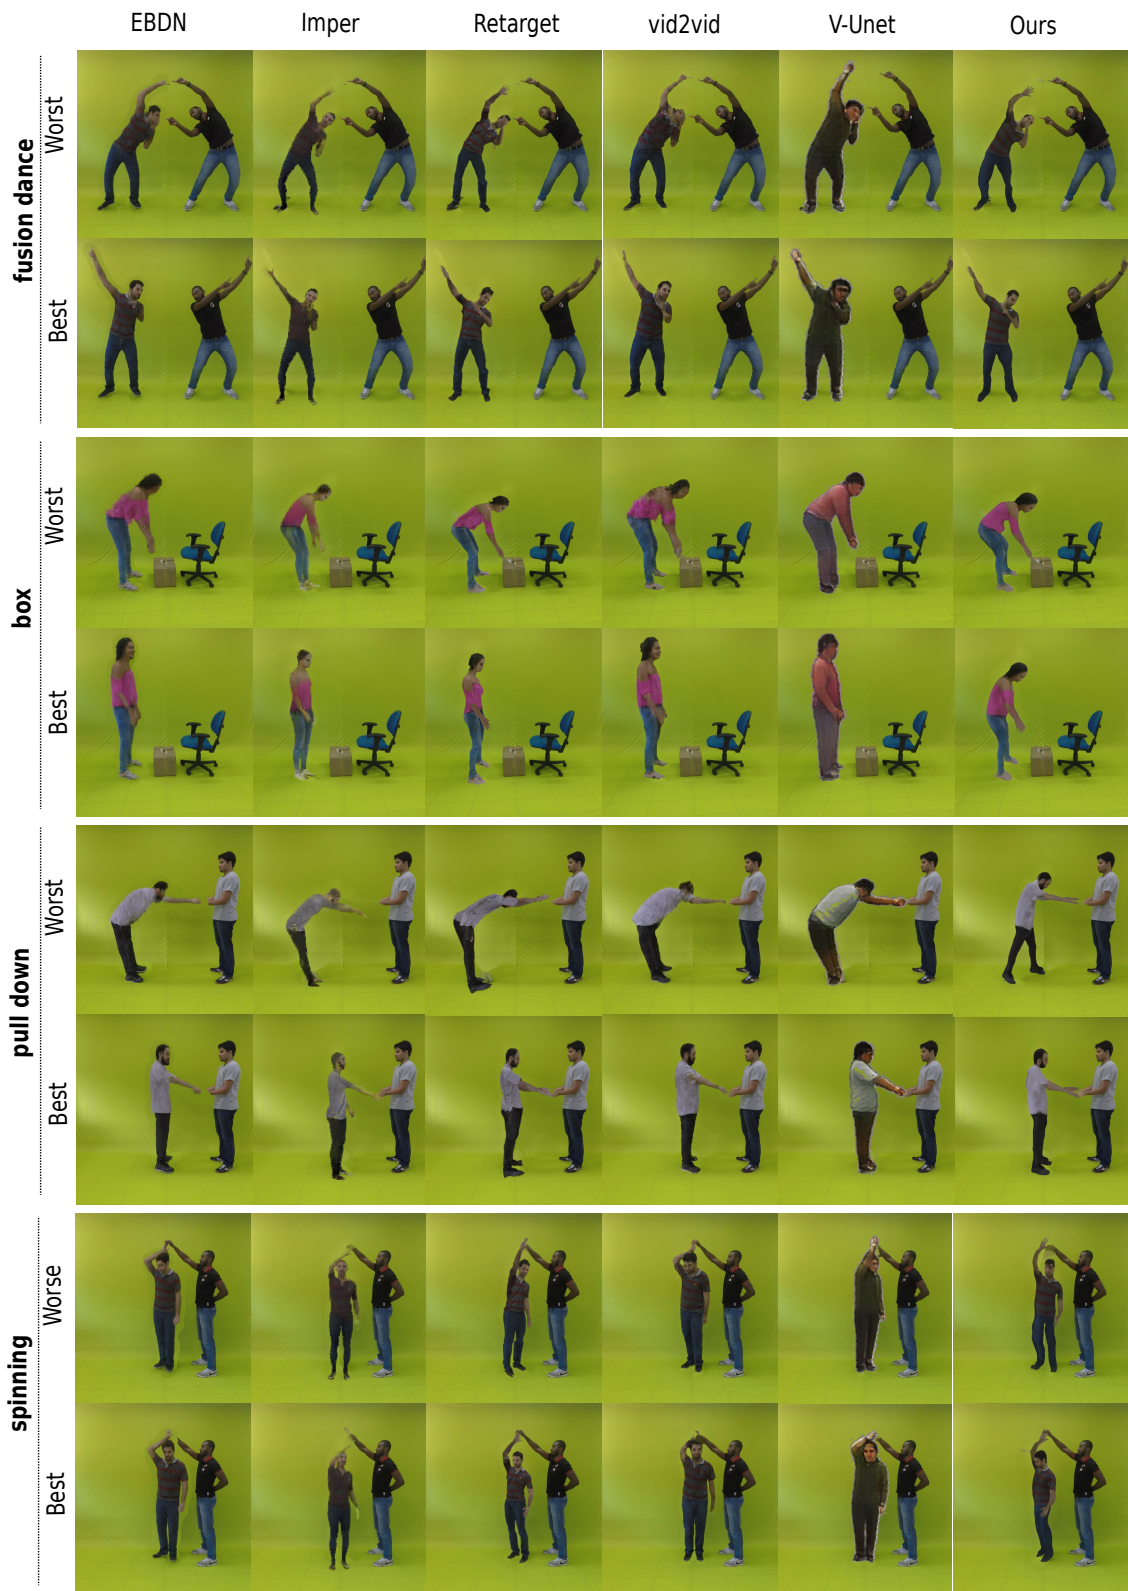 EBDN Imper Retarget vid2vid V-Unet Ours
fusion dance
Worst
Best
box
Worst
Best
pull down
Worst
Best
spinning
Worse
Best